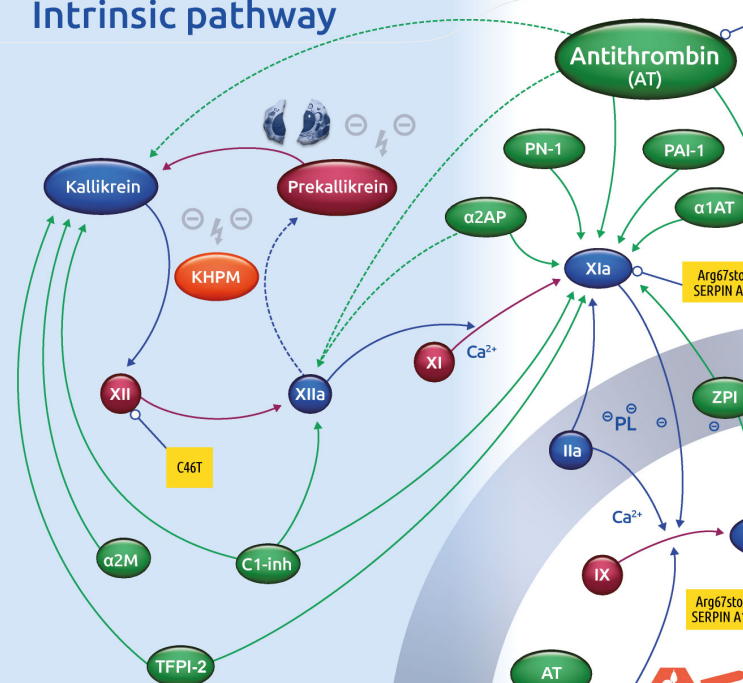 Intrinsic pathway
Antithrombin
(AT)
PN-1
PAI-1
Kallikrein
Prekallikrein
α2AP
α1AT
KHPM
XIa
Arg67sto
SERPIN A
XI
Ca²⁺
XII
XIIa
ZPI
PL
C46T
IIa
Ca²⁺
α2M
C1-inh
IX
Arg67sto
SERPIN A1
TFPI-2
AT